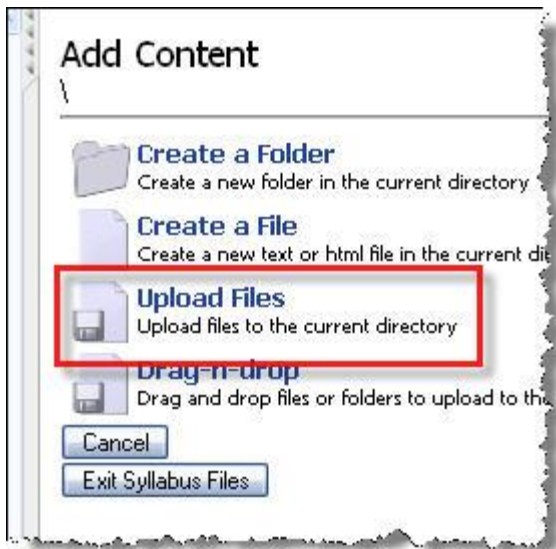 Add Content
\
Create a Folder
Create a new folder in the current directory
Create a File
Create a new text or html file in the current
Upload Files
Upload files to the current directory
Drag-n-drop
Drag and drop files or folders to upload to
Cancel
Exit Syllabus Files